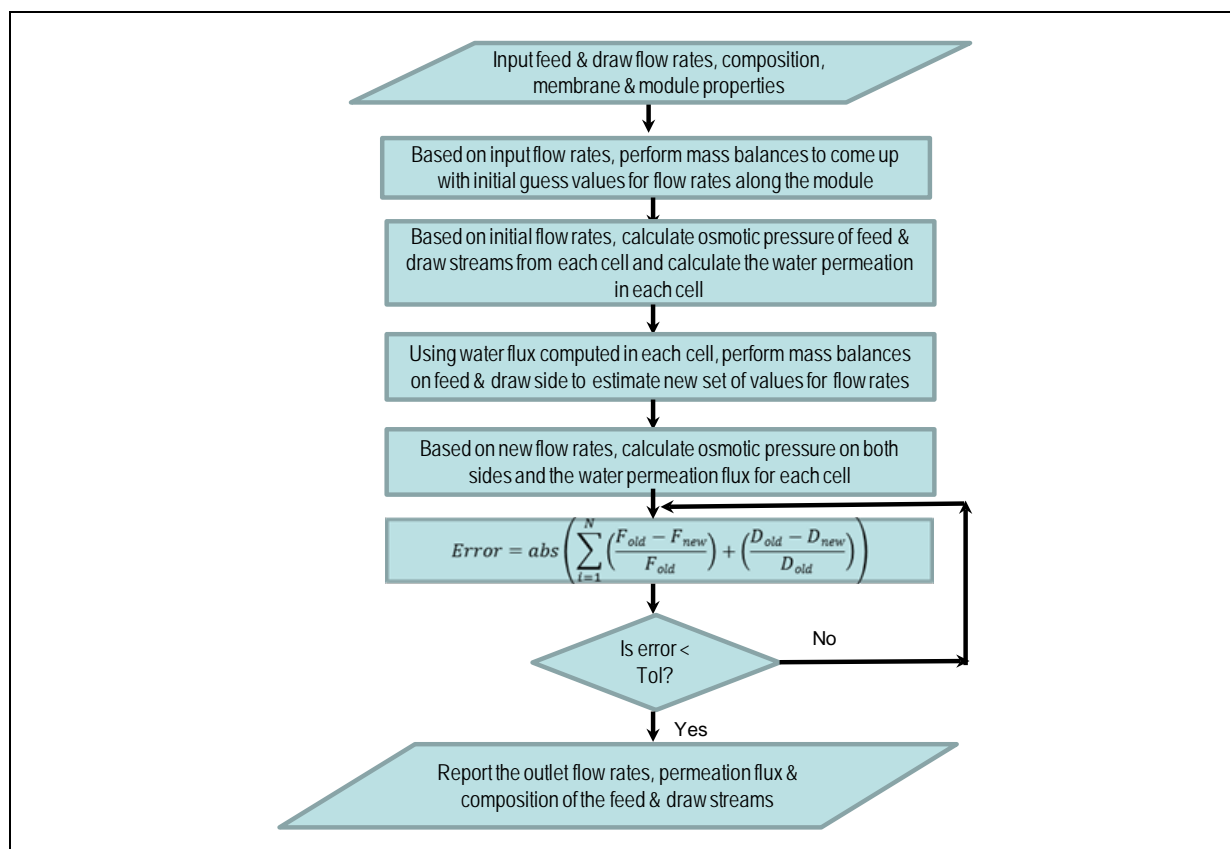 Input feed & draw flow rates, composition,
membrane & module properties
Based on input flow rates, perform mass balances to come up
with initial guess values for flow rates along the module
Based on initial flow rates, calculate osmotic pressure of feed &
draw streams from each cell and calculate the water permeation
in each cell
Using water flux computed in each cell, perform mass balances
on feed & draw side to estimate new set of values for flow rates
Based on new flow rates, calculate osmotic pressure on both
sides and the water permeation flux for each cell
Error = abs(∑_{i=1}^{N} ((F_old − F_new)/F_old) + ((D_old − D_new)/D_old))
Is error <
Tol?
No
Yes
Report the outlet flow rates, permeation flux &
composition of the feed & draw streams